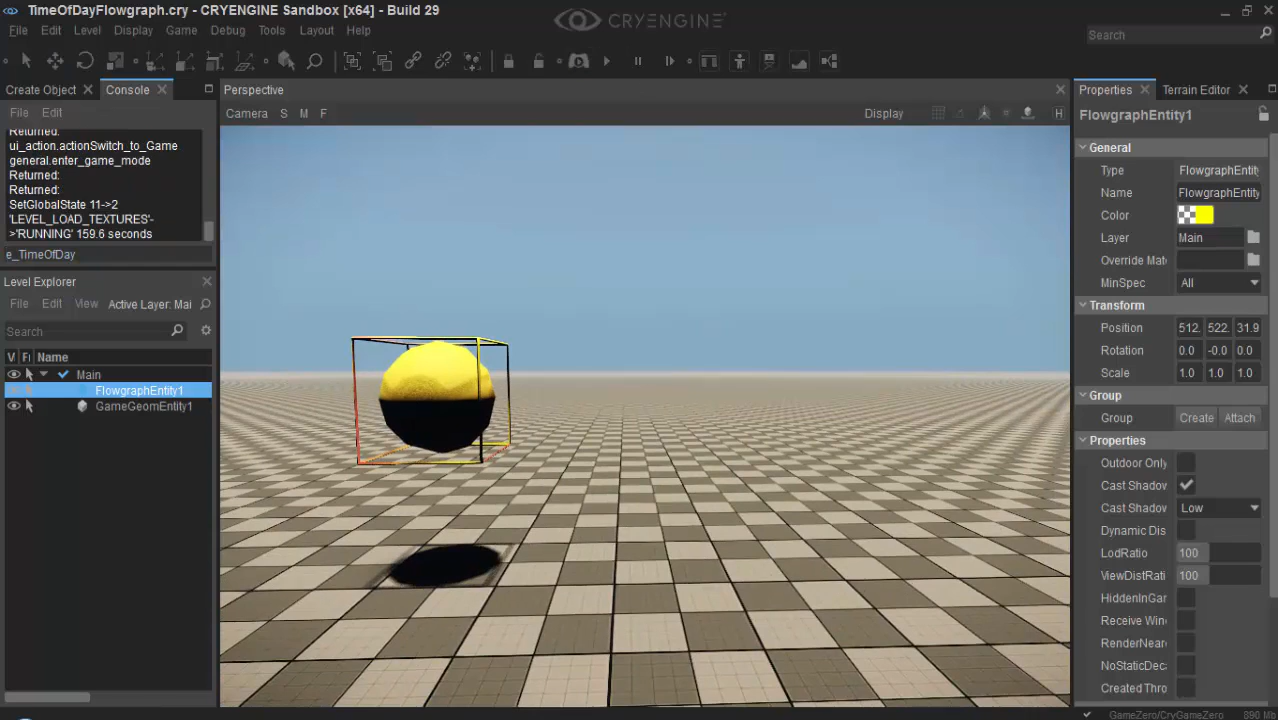 TimeOfDayFlowgraph.cry - CRYENGINE Sandbox [x64] - Build 29
CRYENGINE
File Edit Level Display Game Debug Tools Layout Help
Search
Create Object
Console
Perspective
Properties
Terrain Editor
File Edit
Camera S M F
Display
H
FlowgraphEntity1
Returned:
ui_action.actionSwitch_to_Game
general.enter_game_mode
Returned:
Returned:
SetGlobalState 11->2
'LEVEL_LOAD_TEXTURES'-
>'RUNNING' 159.6 seconds
e_TimeOfDay
Level Explorer
File Edit View Active Layer: Mai
Search
V Name
Main
FlowgraphEntity1
GameGeomEntity1
General
Type FlowgraphEntit
Name FlowgraphEntity
Color
Layer Main
Override Mat
MinSpec All
Transform
Position 512. 522. 31.9
Rotation 0.0 -0.0 0.0
Scale 1.0 1.0 1.0
Group
Group Create Attach
Properties
Outdoor Only
Cast Shadow
Cast Shadow Low
Dynamic Dis
LodRatio 100
ViewDistRati 100
HiddenInGar
Receive Win
RenderNear
NoStaticDeca
Created Thro
GameZero/CryGameZero 890 Mb